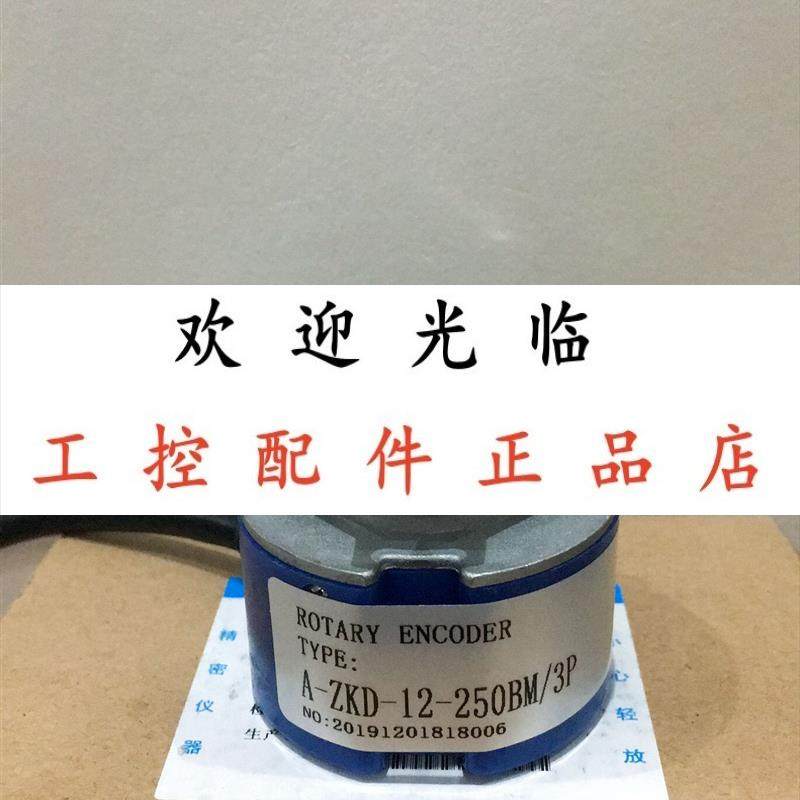 欢迎光临
工控配件正品店
ROTARY ENCODER
TYPE:
A-ZKD-12-250BM/3P
NO:20191201818006
精密仪器
小心轻放
生产